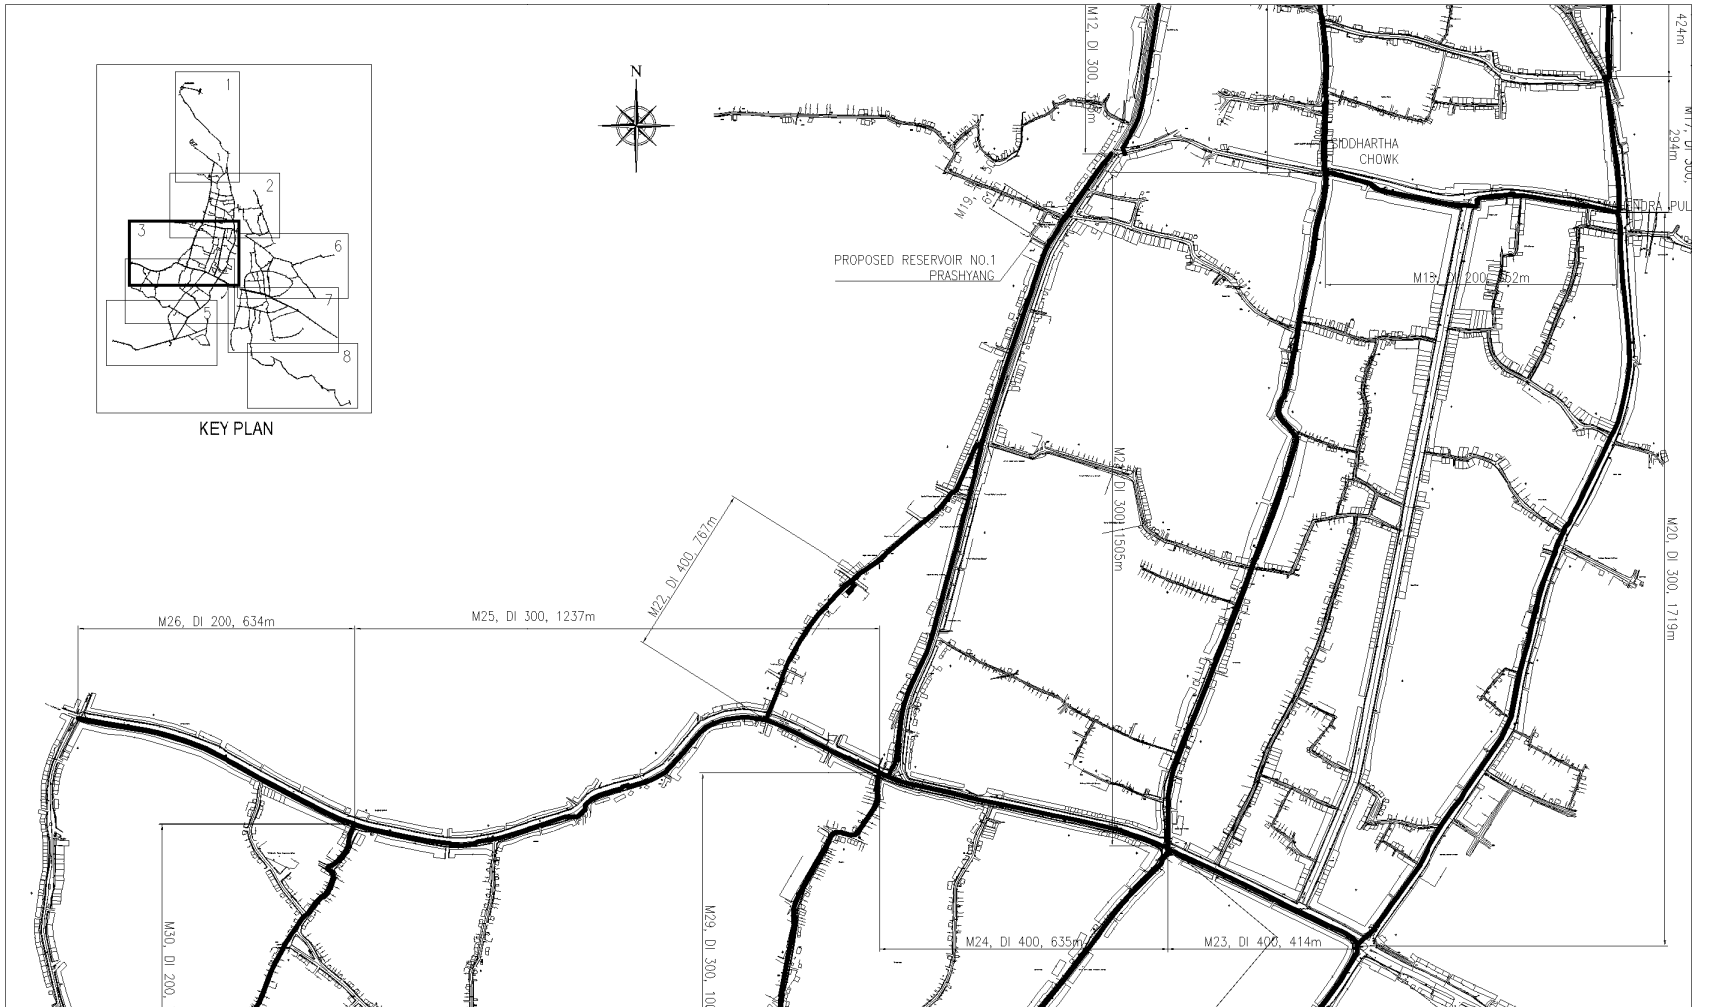 1
2
3
5
6
7
8
KEY PLAN
N
M12, DI 300,
424m
M17, DI 300,
294m
SIDDHARTHA
CHOWK
M19,
PROPOSED RESERVOIR NO.1
PRASHYANG
DI 200,
DI 300, 1505m
M20, DI 300, 1719m
M22, DI 400, 767m
M26, DI 200, 634m
M25, DI 300, 1237m
M30, DI 200,
M29, DI 300,
M24, DI 400, 635m
M23, DI 400, 414m